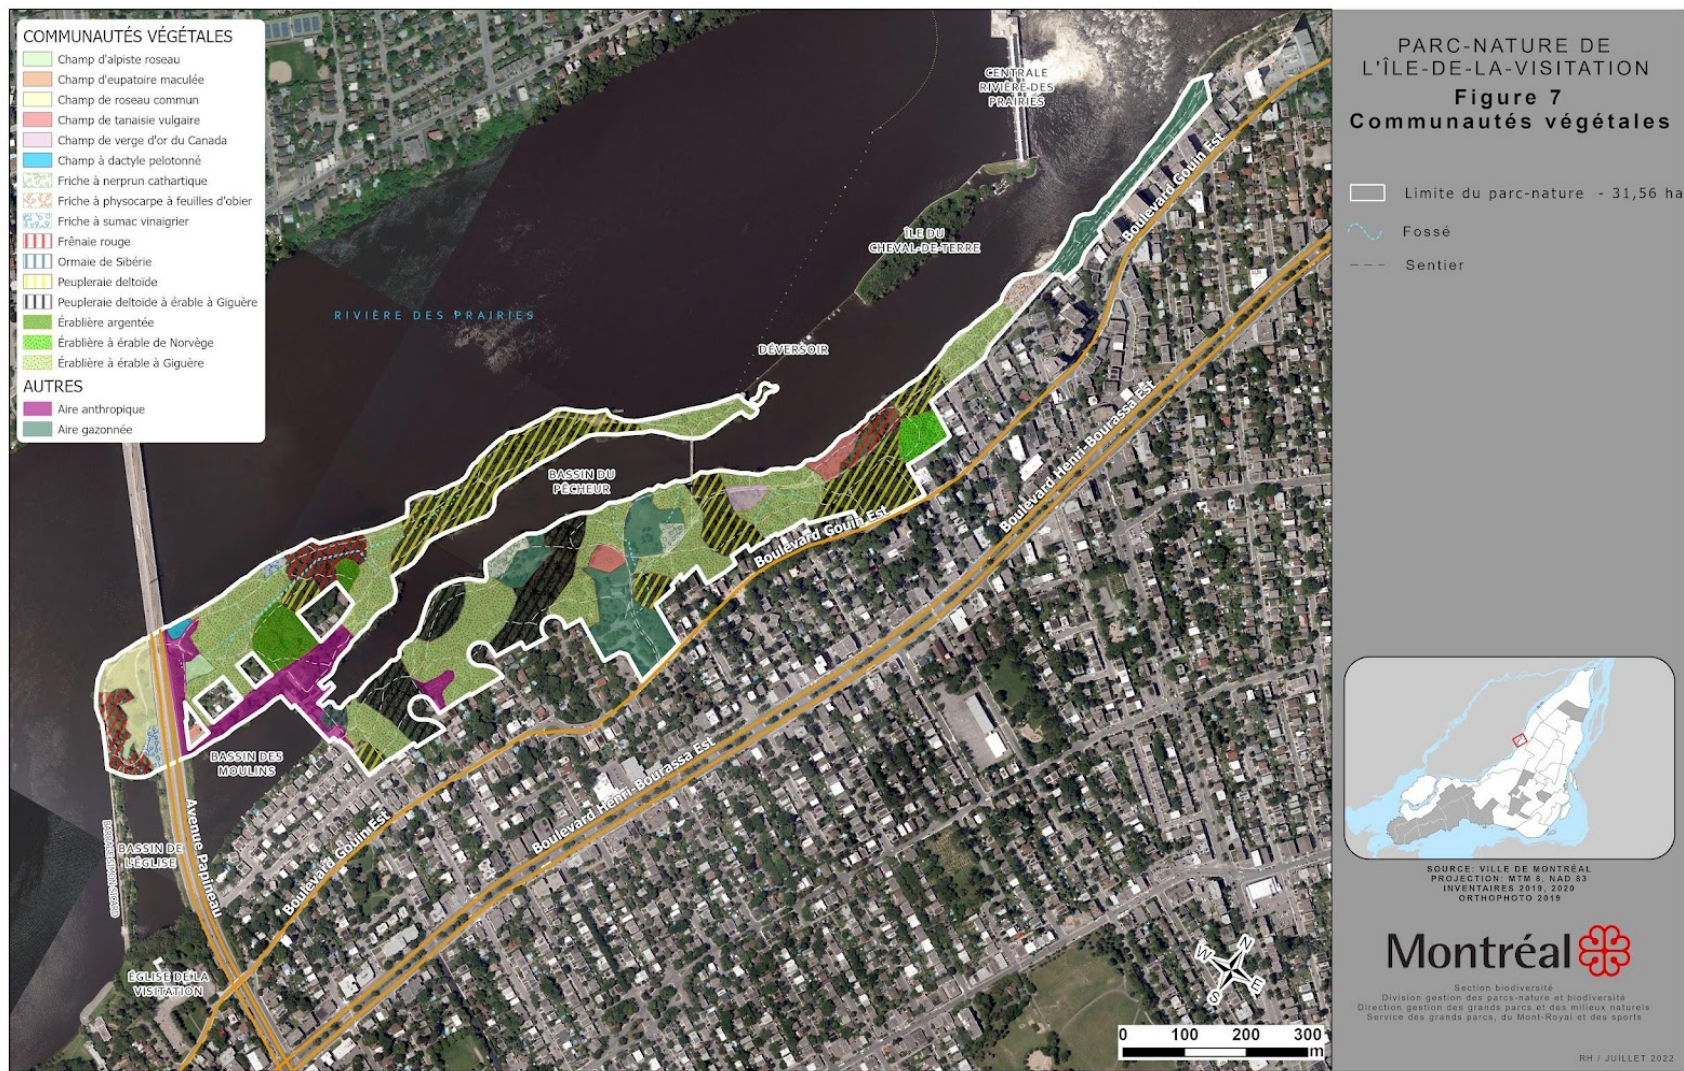 COMMUNAUTÉS VÉGÉTALES
Champ d'alpiste roseau
Champ d'eupatoire maculée
Champ de roseau commun
Champ de tanaisie vulgaire
Champ de verge d'or du Canada
Champ à dactyle pelotonné
Friche à nerprun cathartique
Friche à physocarpe à feuilles d'obier
Friche à sumac vinaigrier
Frênaie rouge
Ormaie de Sibérie
Peupleraie deltoïde
Peupleraie deltoïde à érable à Giguère
Érablière argentée
Érablière à érable de Norvège
Érablière à érable à Giguère
AUTRES
Aire anthropique
Aire gazonnée
CENTRALE
RIVIÈRE-DES
PRAIRIES
ÎLE DU
CHEVAL-DE-TERRE
RIVIÈRE DES PRAIRIES
DÉVERSOIR
BASSIN DU
PÊCHEUR
BASSIN DES
MOULINS
BASSIN DE
L'ÉGLISE
ÉGLISE DE LA
VISITATION
Avenue Papineau
Boulevard Gouin Est
Boulevard Gouin Est
Boulevard Gouin Est
Boulevard Henri-Bourassa Est
Boulevard Henri-Bourassa Est
N
W
E
S
0 100 200 300
m
PARC-NATURE DE
L'ÎLE-DE-LA-VISITATION
Figure 7
Communautés végétales
Limite du parc-nature - 31,56 ha
Fossé
Sentier
SOURCE: VILLE DE MONTRÉAL
PROJECTION: MTM 8, NAD 83
INVENTAIRES 2019, 2020
ORTHOPHOTO 2019
Montréal
Section biodiversité
Division gestion des parcs-nature et biodiversité
Direction gestion des grands parcs et des milieux naturels
Service des grands parcs, du Mont-Royal et des sports
RH / JUILLET 2022